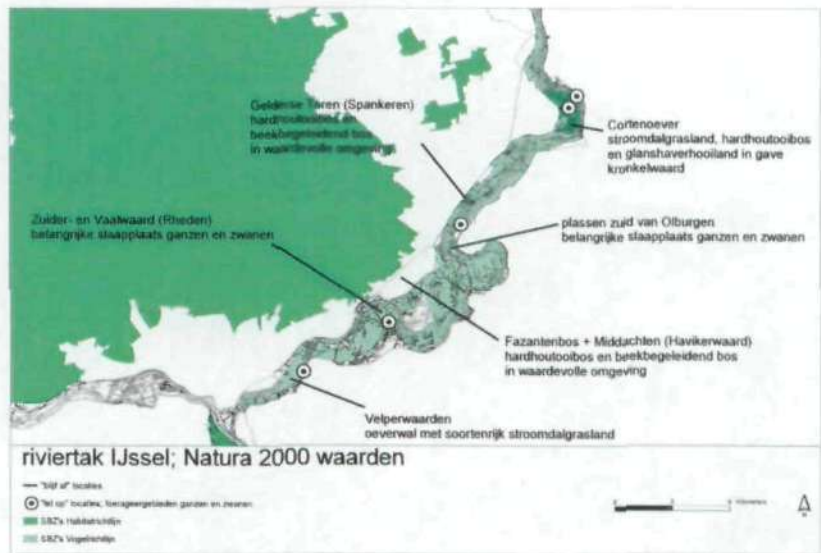 Gelderse Toren (Spankeren)
hardhoutooibos en
beekbegeleidend bos
in waardevolle omgeving
Cortenoever
stroomdalgrasland, hardhoutooibos
en glanshaverhooiland in gave
kronkelwaard
Zuider- en Vaalwaard (Rheden)
belangrijke slaapplaats ganzen en zwanen
plassen zuid van Olburgen
belangrijke slaapplaats ganzen en zwanen
Fazantenbos + Middachten (Havikerwaard)
hardhoutooibos en beekbegeleidend bos
in waardevolle omgeving
Velperwaarden
oeverwal met soortenrijk stroomdalgrasland
riviertak IJssel; Natura 2000 waarden
"blijf af" locaties
"let op" locaties; foerageergebieden ganzen en zwanen
SBZ's Habitatrichtlijn
SBZ's Vogelrichtlijn